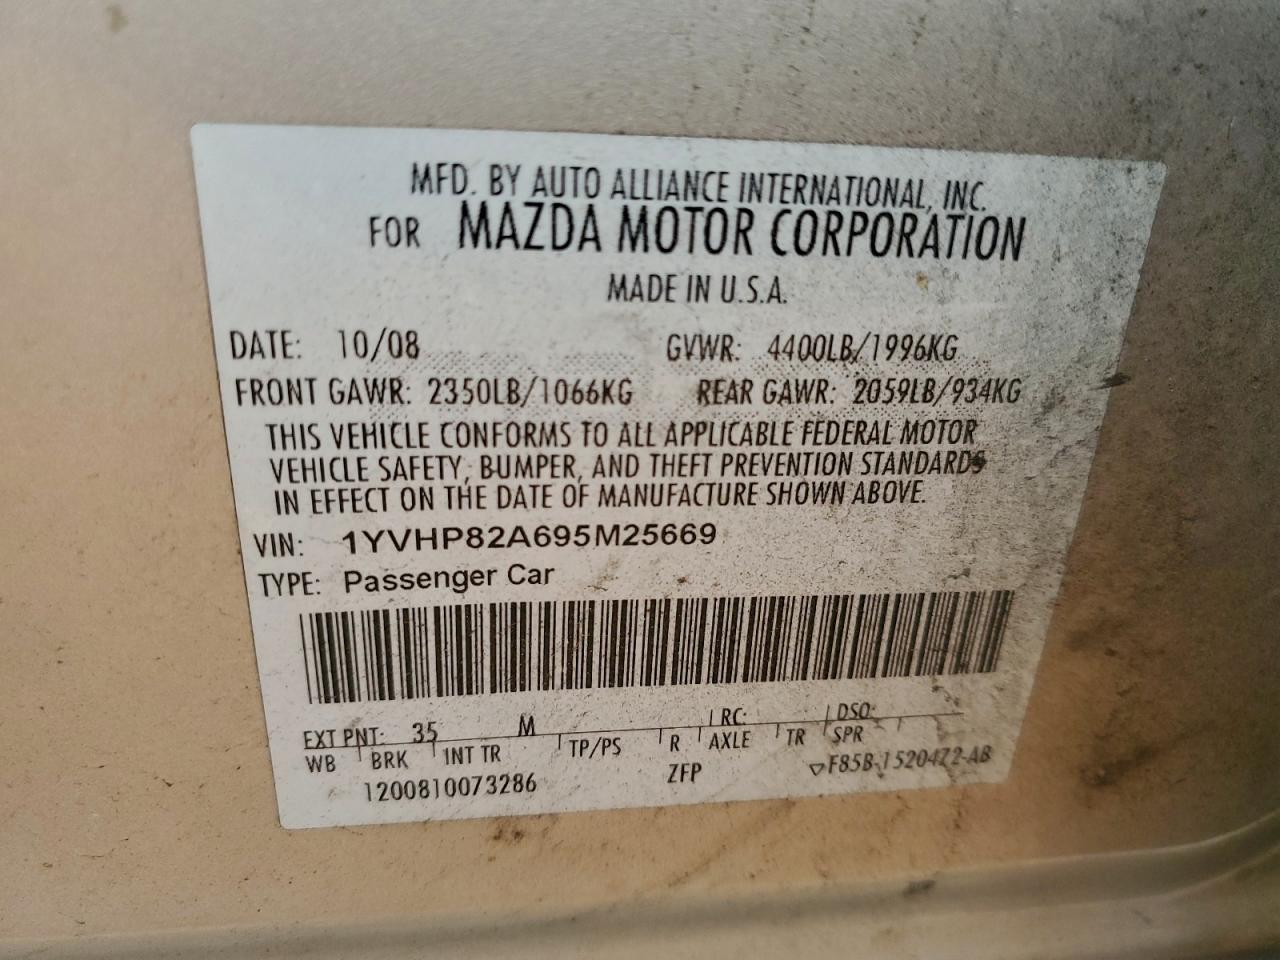 MFD. BY AUTO ALLIANCE INTERNATIONAL, INC.
FOR MAZDA MOTOR CORPORATION
MADE IN U.S.A.
DATE: 10/08 GVWR: 4400LB/1996KG
FRONT GAWR: 2350LB/1066KG REAR GAWR: 2059LB/934KG
THIS VEHICLE CONFORMS TO ALL APPLICABLE FEDERAL MOTOR
VEHICLE SAFETY, BUMPER, AND THEFT PREVENTION STANDARDS
IN EFFECT ON THE DATE OF MANUFACTURE SHOWN ABOVE.
VIN: 1YVHP82A695M25669
TYPE: Passenger Car
EXT PNT: 35 M RC: DSO:
WB BRK INT TR TP/PS R AXLE TR SPR
1200810073286 ZFP F85B-1520472-AB